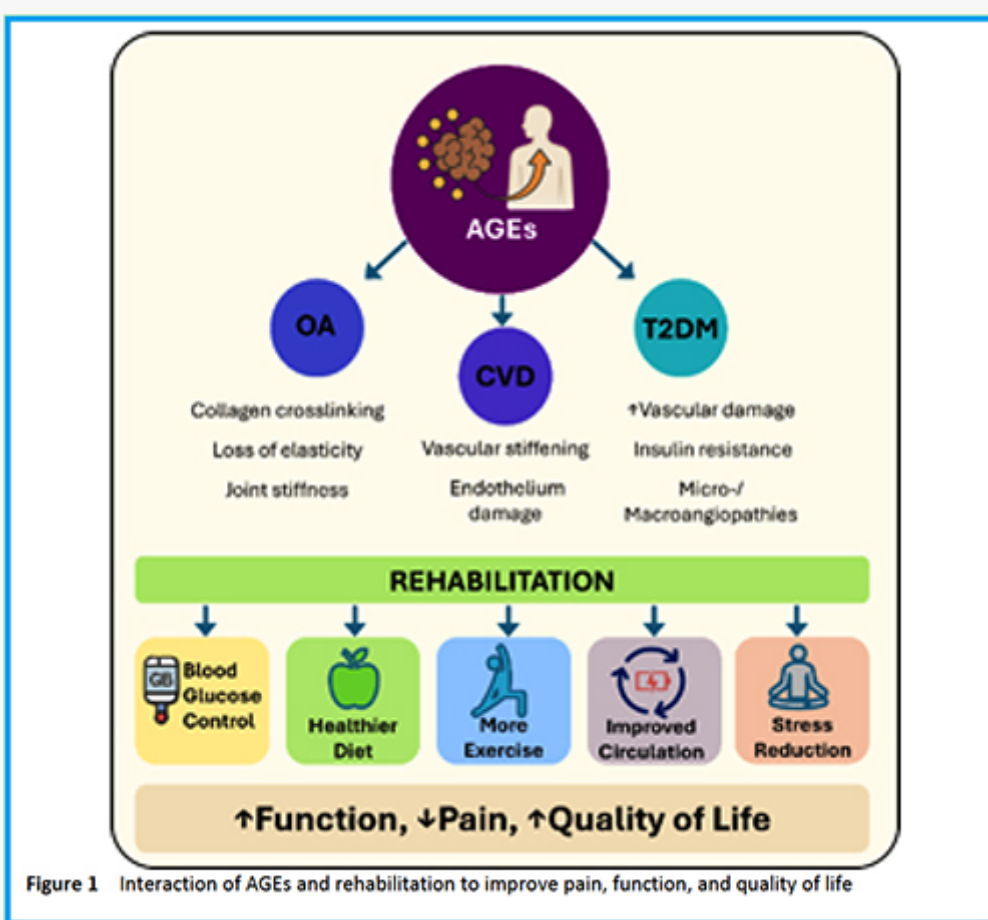 AGEs
OA
CVD
T2DM
Collagen crosslinking
Loss of elasticity
Joint stiffness
Vascular stiffening
Endothelium
damage
↑Vascular damage
Insulin resistance
Micro-/
Macroangiopathies
REHABILITATION
GB
Blood
Glucose
Control
Healthier
Diet
More
Exercise
Improved
Circulation
Stress
Reduction
↑Function, ↓Pain, ↑Quality of Life
Figure 1 Interaction of AGEs and rehabilitation to improve pain, function, and quality of life